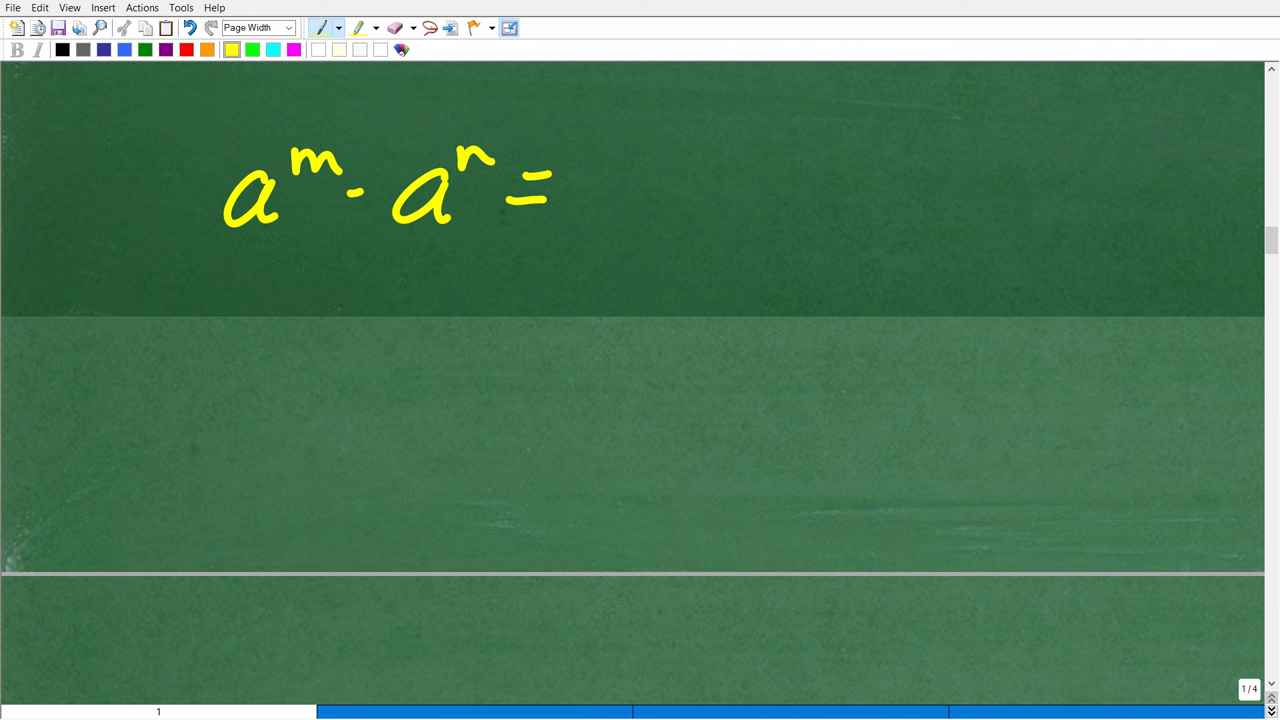 File Edit View Insert Actions Tools Help
Page Width
B I
aᵐ · aⁿ =
1 / 4
1